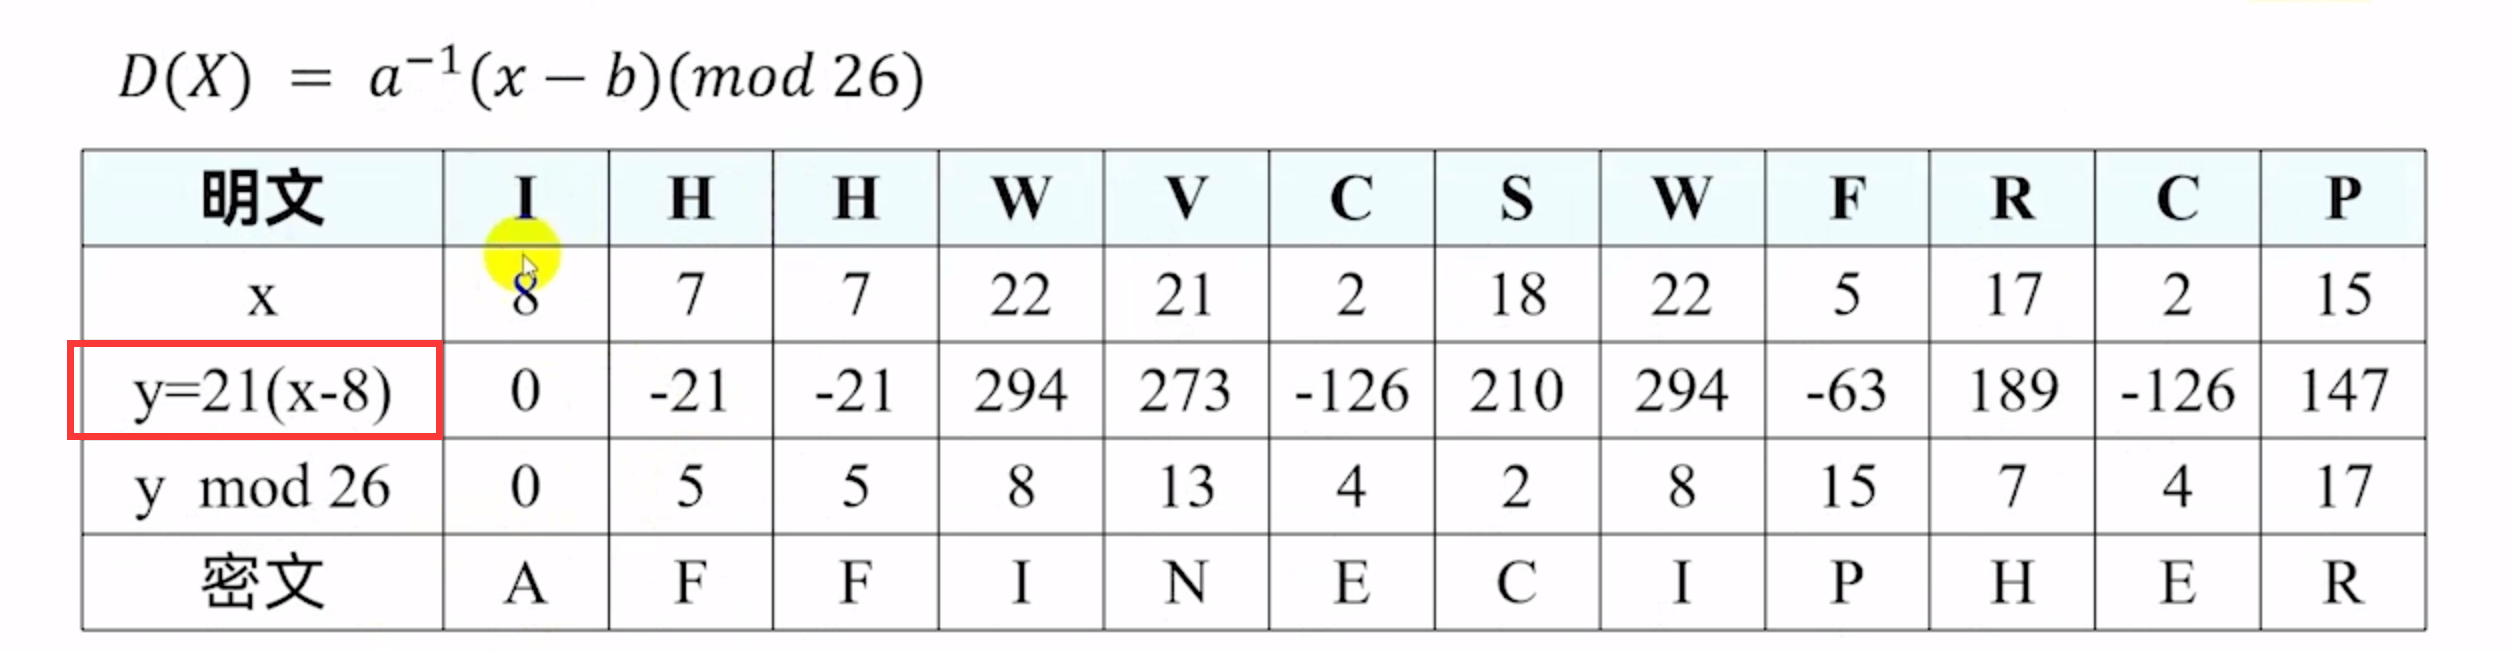 D(X) = a⁻¹(x − b)(mod 26)
明文 I H H W V C S W F R C P
x 8 7 7 22 21 2 18 22 5 17 2 15
y=21(x-8) 0 -21 -21 294 273 -126 210 294 -63 189 -126 147
y mod 26 0 5 5 8 13 4 2 8 15 7 4 17
密文 A F F I N E C I P H E R